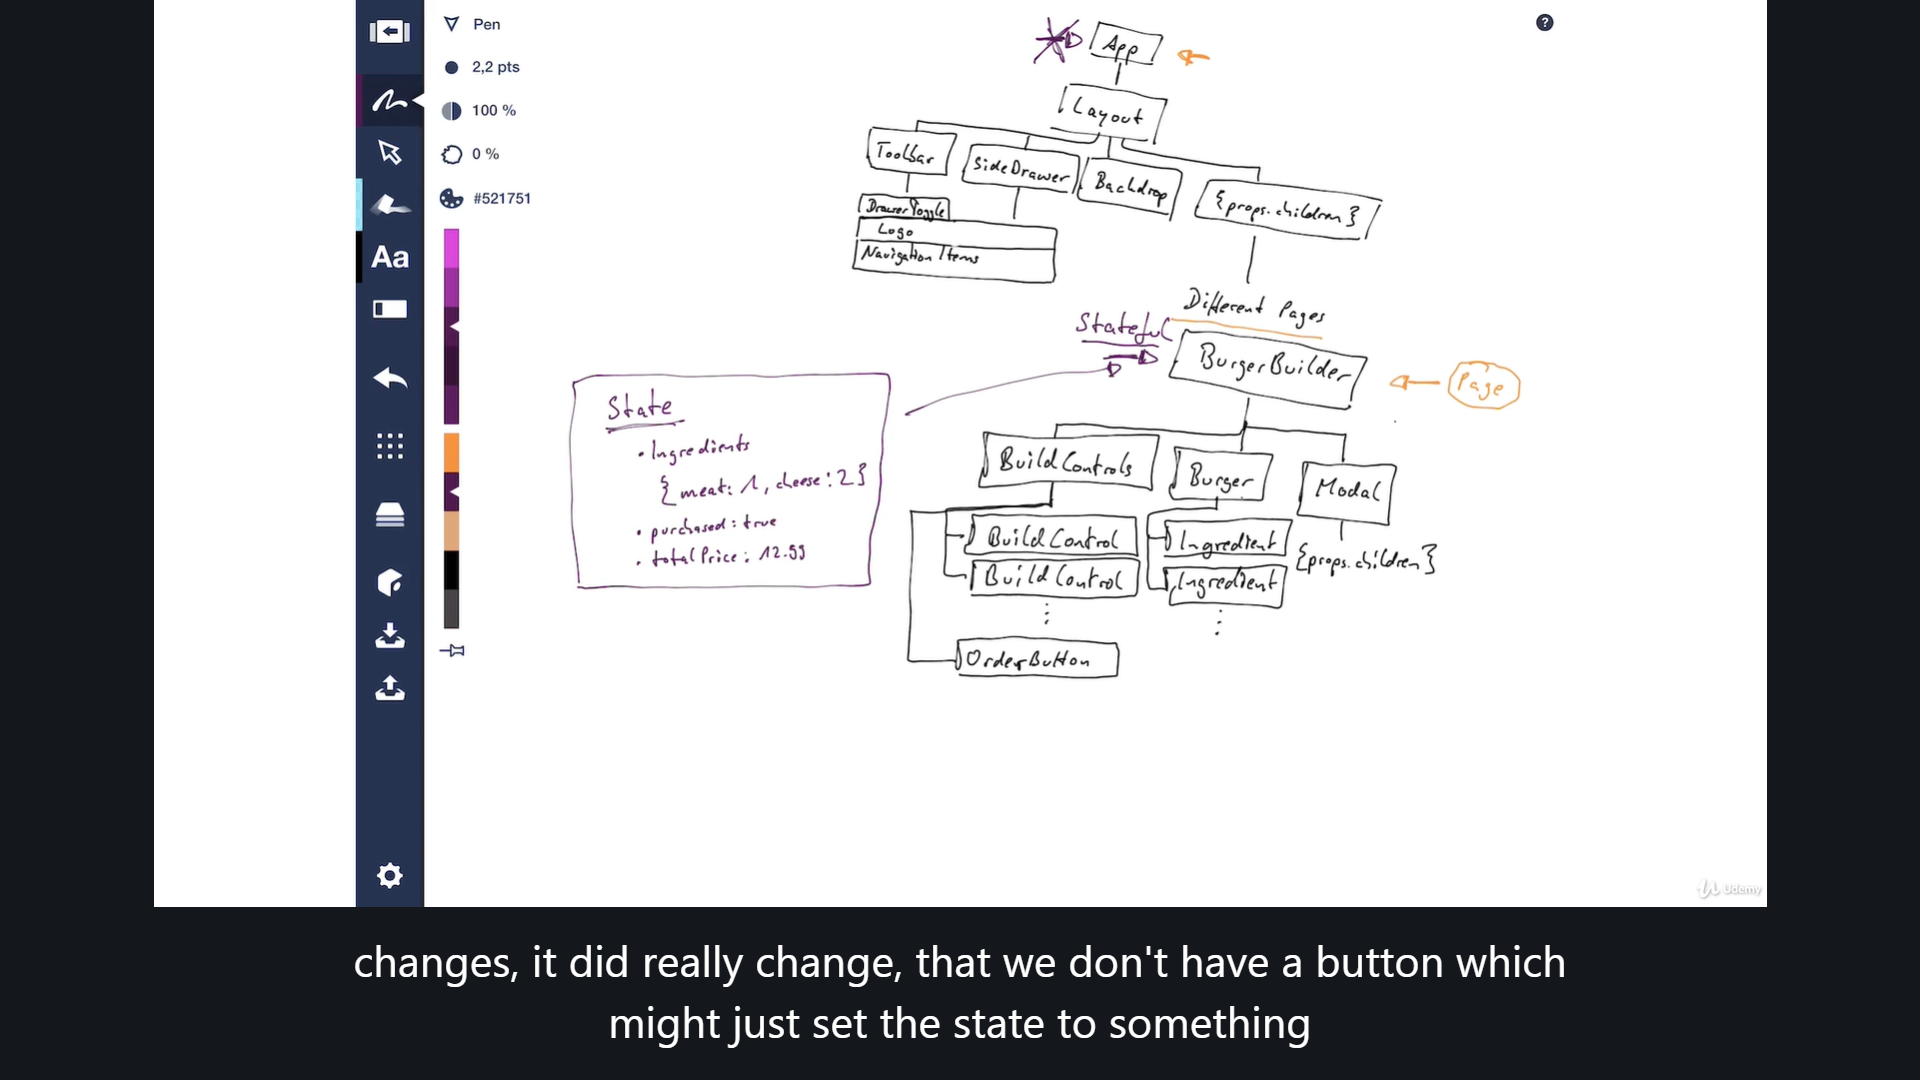 Pen
2,2 pts
100 %
0 %
#521751
Aa
?
App
Layout
Toolbar
SideDrawer
Backdrop
{props.children}
DrawerToggle
Logo
Navigation Items
Different Pages
Stateful
BurgerBuilder
Page
State
• Ingredients
{meat: 1, cheese: 2}
• purchased: true
• totalPrice: 12.99
BuildControls
Burger
Modal
BuildControl
Ingredient
{props.children}
BuildControl
Ingredient
OrderButton
Udemy
changes, it did really change, that we don't have a button which
might just set the state to something